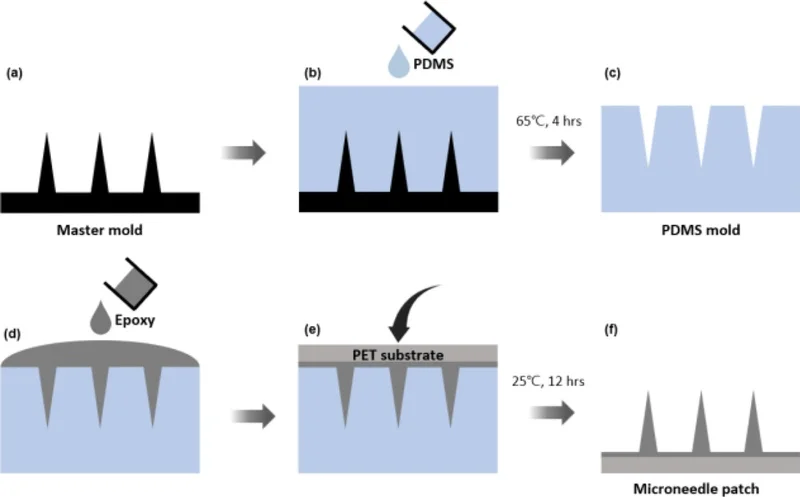 (a)
Master mold
(b)
PDMS
65℃, 4 hrs
(c)
PDMS mold
(d)
Epoxy
(e)
PET substrate
25℃, 12 hrs
(f)
Microneedle patch